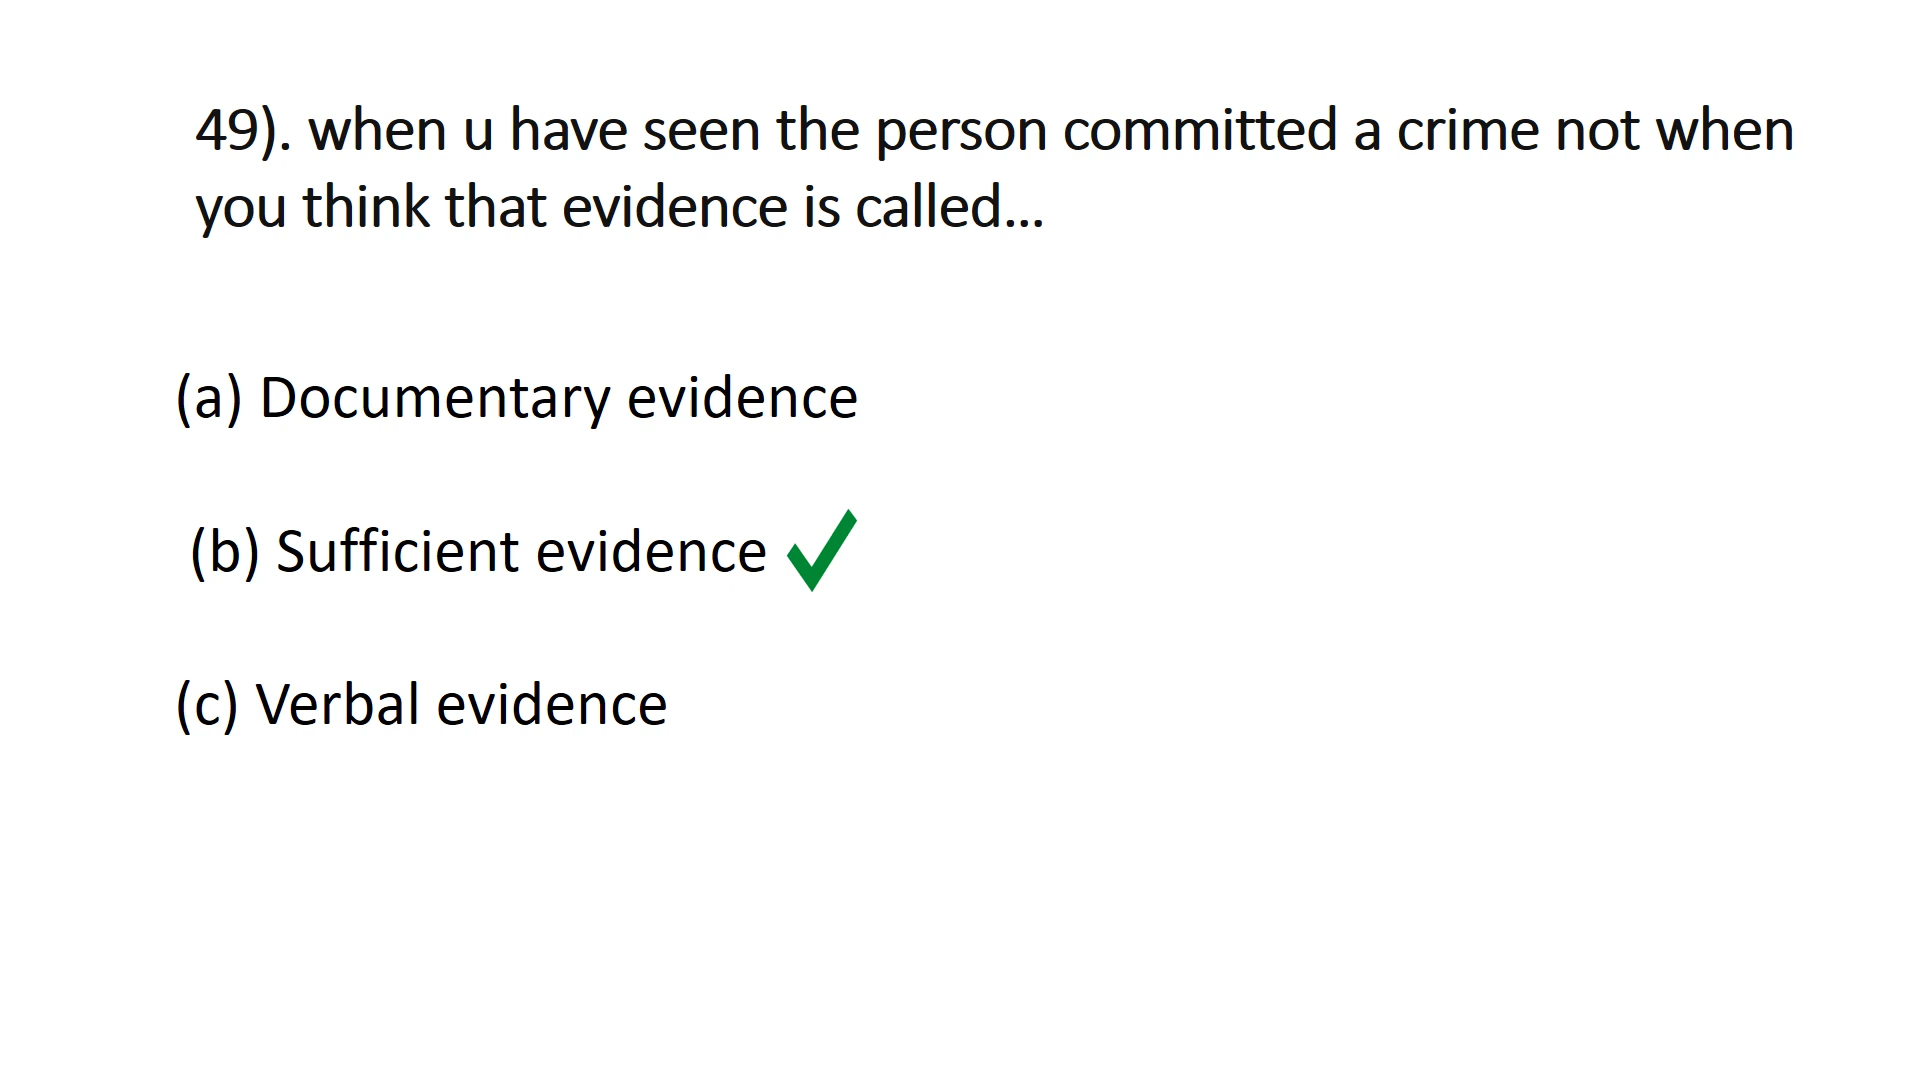 49). when u have seen the person committed a crime not when
you think that evidence is called...
(a) Documentary evidence
(b) Sufficient evidence
(c) Verbal evidence